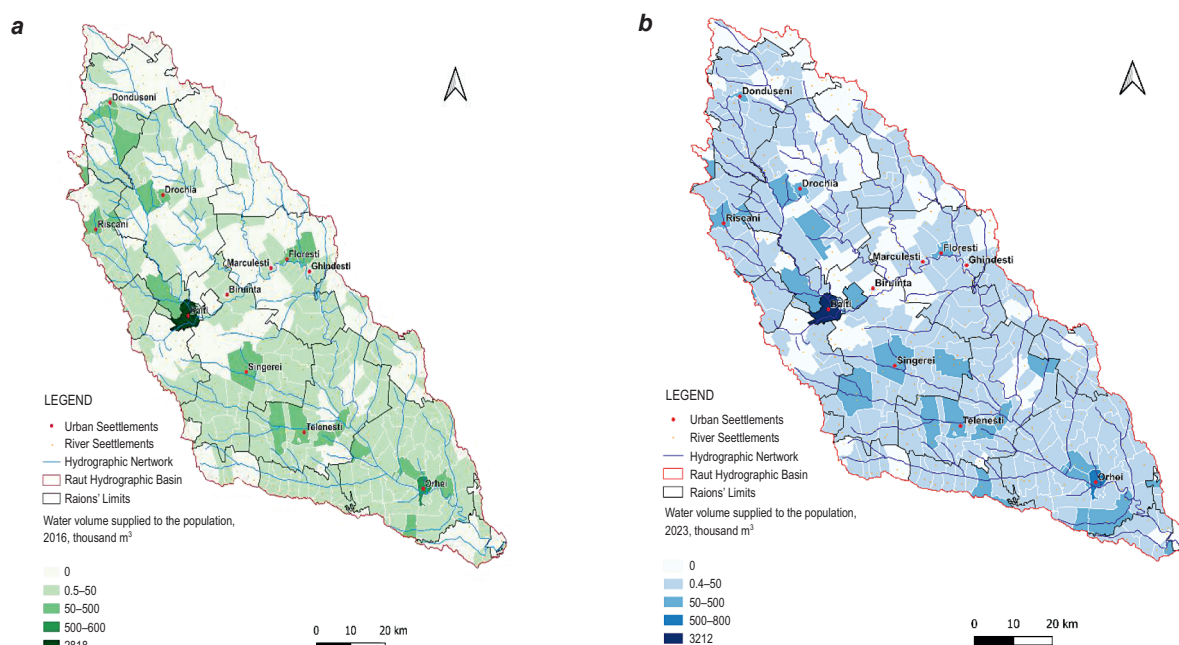 a
Donduseni
Drochia
Riscani
Floresti
Marculesti
Ghindesti
Biruinta
Balti
Singerei
Telenesti
Orhei
LEGEND
Urban Seettlements
River Seettlements
Hydrographic Nertwork
Raut Hydrographic Basin
Raions' Limits
Water volume supplied to the population,
2016, thousand m³
0
0.5–50
50–500
500–600
2818
0 10 20 km
b
Donduseni
Drochia
Riscani
Floresti
Marculesti
Ghindesti
Biruinta
Balti
Singerei
Telenesti
Orhei
LEGEND
Urban Seettlements
River Seettlements
Hydrographic Nertwork
Raut Hydrographic Basin
Raions' Limits
Water volume supplied to the population,
2023, thousand m³
0
0.4–50
50–500
500–800
3212
0 10 20 km